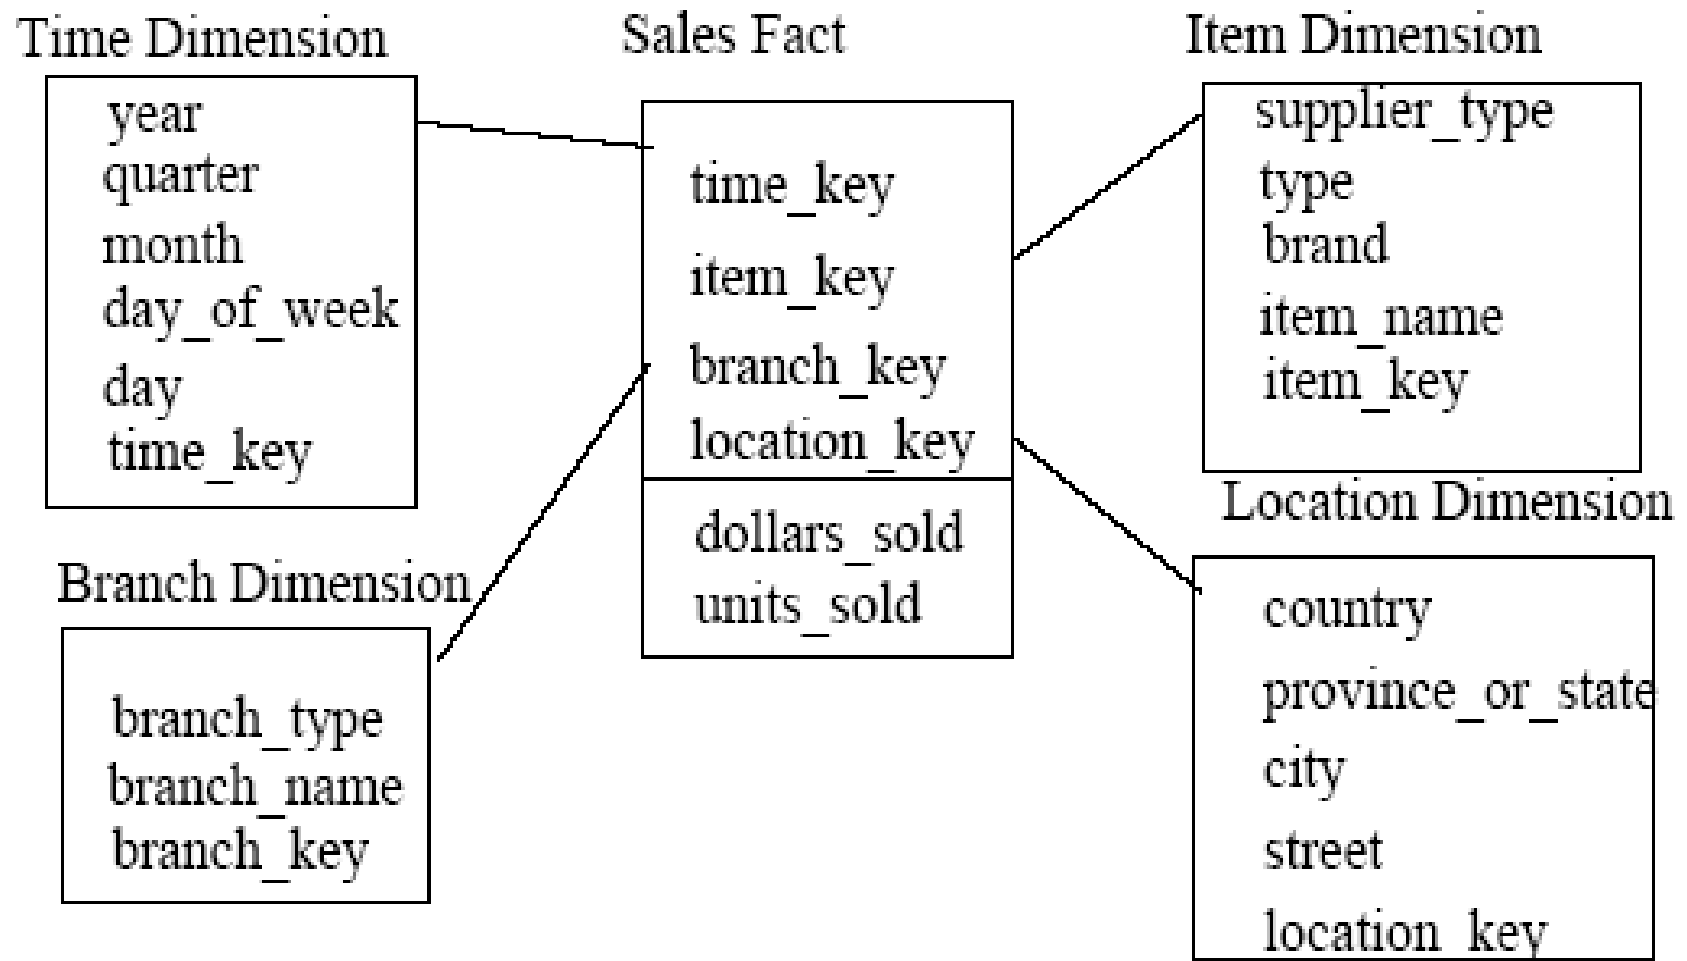 Time Dimension
year
quarter
month
day_of_week
day
time_key
Branch Dimension
branch_type
branch_name
branch_key
Sales Fact
time_key
item_key
branch_key
location_key
dollars_sold
units_sold
Item Dimension
supplier_type
type
brand
item_name
item_key
Location Dimension
country
province_or_state
city
street
location_key